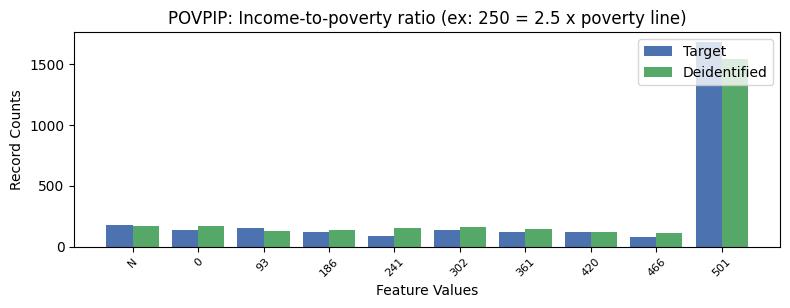 POVPIP: Income-to-poverty ratio (ex: 250 = 2.5 x poverty line)
Target
Deidentified
Record Counts
1500
1000
500
0
N 0 93 186 241 302 361 420 466 501
Feature Values